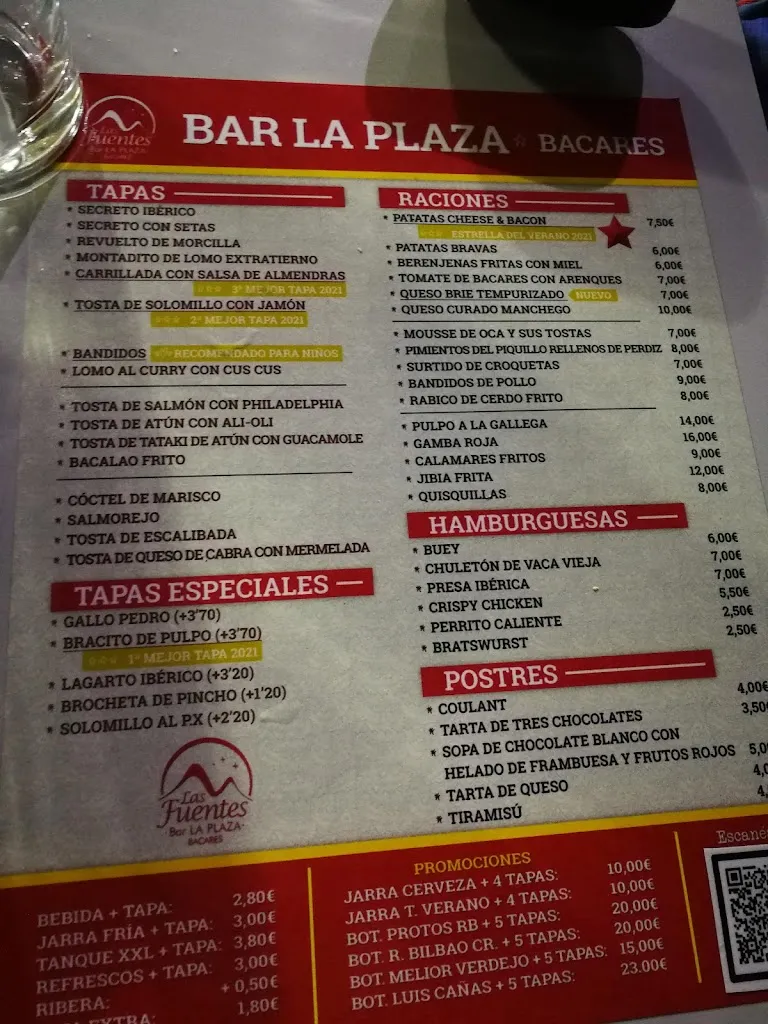 Las
Fuentes
Bar LA PLAZA
BACARES
BAR LA PLAZA * BACARES
TAPAS
* SECRETO IBÉRICO
* SECRETO CON SETAS
* REVUELTO DE MORCILLA
* MONTADITO DE LOMO EXTRATIERNO
* CARRILLADA CON SALSA DE ALMENDRAS
3ª MEJOR TAPA 2021
* TOSTA DE SOLOMILLO CON JAMÓN
2ª MEJOR TAPA 2021
* BANDIDOS RECOMENDADO PARA NIÑOS
* LOMO AL CURRY CON CUS CUS
* TOSTA DE SALMÓN CON PHILADELPHIA
* TOSTA DE ATÚN CON ALI-OLI
* TOSTA DE TATAKI DE ATÚN CON GUACAMOLE
* BACALAO FRITO
* CÓCTEL DE MARISCO
* SALMOREJO
* TOSTA DE ESCALIBADA
* TOSTA DE QUESO DE CABRA CON MERMELADA
TAPAS ESPECIALES
* GALLO PEDRO (+3'70)
* BRACITO DE PULPO (+3'70)
1ª MEJOR TAPA 2021
* LAGARTO IBÉRICO (+3'20)
* BROCHETA DE PINCHO (+1'20)
* SOLOMILLO AL P.X (+2'20)
Las
Fuentes
Bar LA PLAZA
BACARES
RACIONES
* PATATAS CHEESE & BACON 7,50€
ESTRELLA DEL VERANO 2021
* PATATAS BRAVAS 6,00€
* BERENJENAS FRITAS CON MIEL 6,00€
* TOMATE DE BACARES CON ARENQUES 7,00€
* QUESO BRIE TEMPURIZADO NUEVO 7,00€
* QUESO CURADO MANCHEGO 10,00€
* MOUSSE DE OCA Y SUS TOSTAS 7,00€
* PIMIENTOS DEL PIQUILLO RELLENOS DE PERDIZ 8,00€
* SURTIDO DE CROQUETAS 7,00€
* BANDIDOS DE POLLO 9,00€
* RABICO DE CERDO FRITO 8,00€
* PULPO A LA GALLEGA 14,00€
* GAMBA ROJA 16,00€
* CALAMARES FRITOS 9,00€
* JIBIA FRITA 12,00€
* QUISQUILLAS 8,00€
HAMBURGUESAS
* BUEY 6,00€
* CHULETÓN DE VACA VIEJA 7,00€
* PRESA IBÉRICA 7,00€
* CRISPY CHICKEN 5,50€
* PERRITO CALIENTE 2,50€
* BRATSWURST 2,50€
POSTRES
* COULANT 4,00€
* TARTA DE TRES CHOCOLATES 3,50€
* SOPA DE CHOCOLATE BLANCO CON
HELADO DE FRAMBUESA Y FRUTOS ROJOS
* TARTA DE QUESO
* TIRAMISÚ
BEBIDA + TAPA: 2,80€
JARRA FRÍA + TAPA: 3,00€
TANQUE XXL + TAPA: 3,80€
REFRESCOS + TAPA: 3,00€
RIBERA: + 0,50€
EXTRA: 1,80€
PROMOCIONES
JARRA CERVEZA + 4 TAPAS: 10,00€
JARRA T. VERANO + 4 TAPAS: 10,00€
BOT. PROTOS RB + 5 TAPAS: 20,00€
BOT. R. BILBAO CR. + 5 TAPAS: 20,00€
BOT. MELIOR VERDEJO + 5 TAPAS: 15,00€
BOT. LUIS CAÑAS + 5 TAPAS: 23.00€